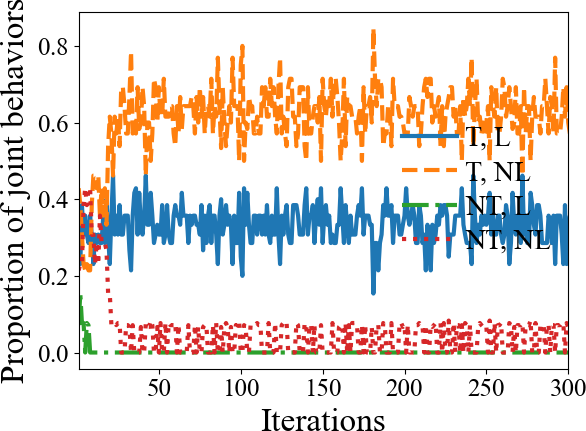 Proportion of joint behaviors
0.8
0.6
0.4
0.2
0.0
T, L
T, NL
NT, L
NT, NL
50
100
150
200
250
300
Iterations